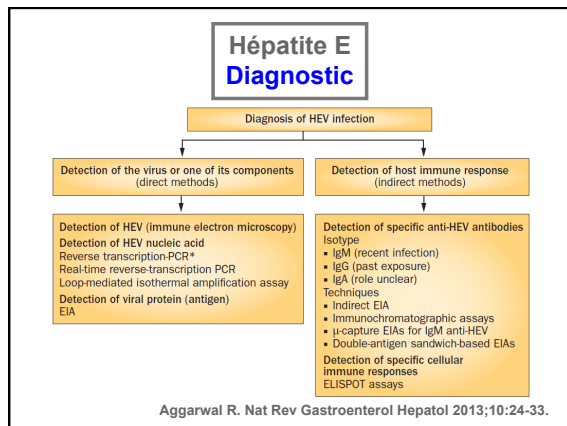 Hépatite E
Diagnostic
Diagnosis of HEV infection
Detection of the virus or one of its components
(direct methods)
Detection of host immune response
(indirect methods)
Detection of HEV (immune electron microscopy)
Detection of HEV nucleic acid
Reverse transcription-PCR*
Real-time reverse-transcription PCR
Loop-mediated isothermal amplification assay
Detection of viral protein (antigen)
EIA
Detection of specific anti-HEV antibodies
Isotype
▪ IgM (recent infection)
▪ IgG (past exposure)
▪ IgA (role unclear)
Techniques
▪ Indirect EIA
▪ Immunochromatographic assays
▪ μ-capture EIAs for IgM anti-HEV
▪ Double-antigen sandwich-based EIAs
Detection of specific cellular
immune responses
ELISPOT assays
Aggarwal R. Nat Rev Gastroenterol Hepatol 2013;10:24-33.